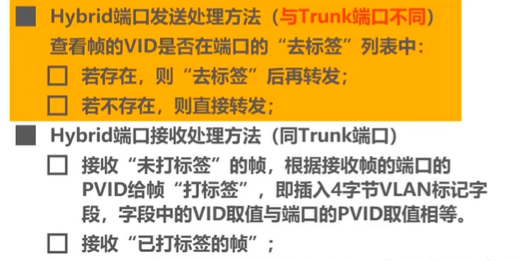 Hybrid端口发送处理方法（与Trunk端口不同）
查看帧的VID是否在端口的“去标签”列表中：
若存在，则“去标签”后再转发；
若不存在，则直接转发；
Hybrid端口接收处理方法（同Trunk端口）
接收“未打标签”的帧，根据接收帧的端口的
PVID给帧“打标签”，即插入4字节VLAN标记字
段，字段中的VID取值与端口的PVID取值相等。
接收“已打标签的帧”；